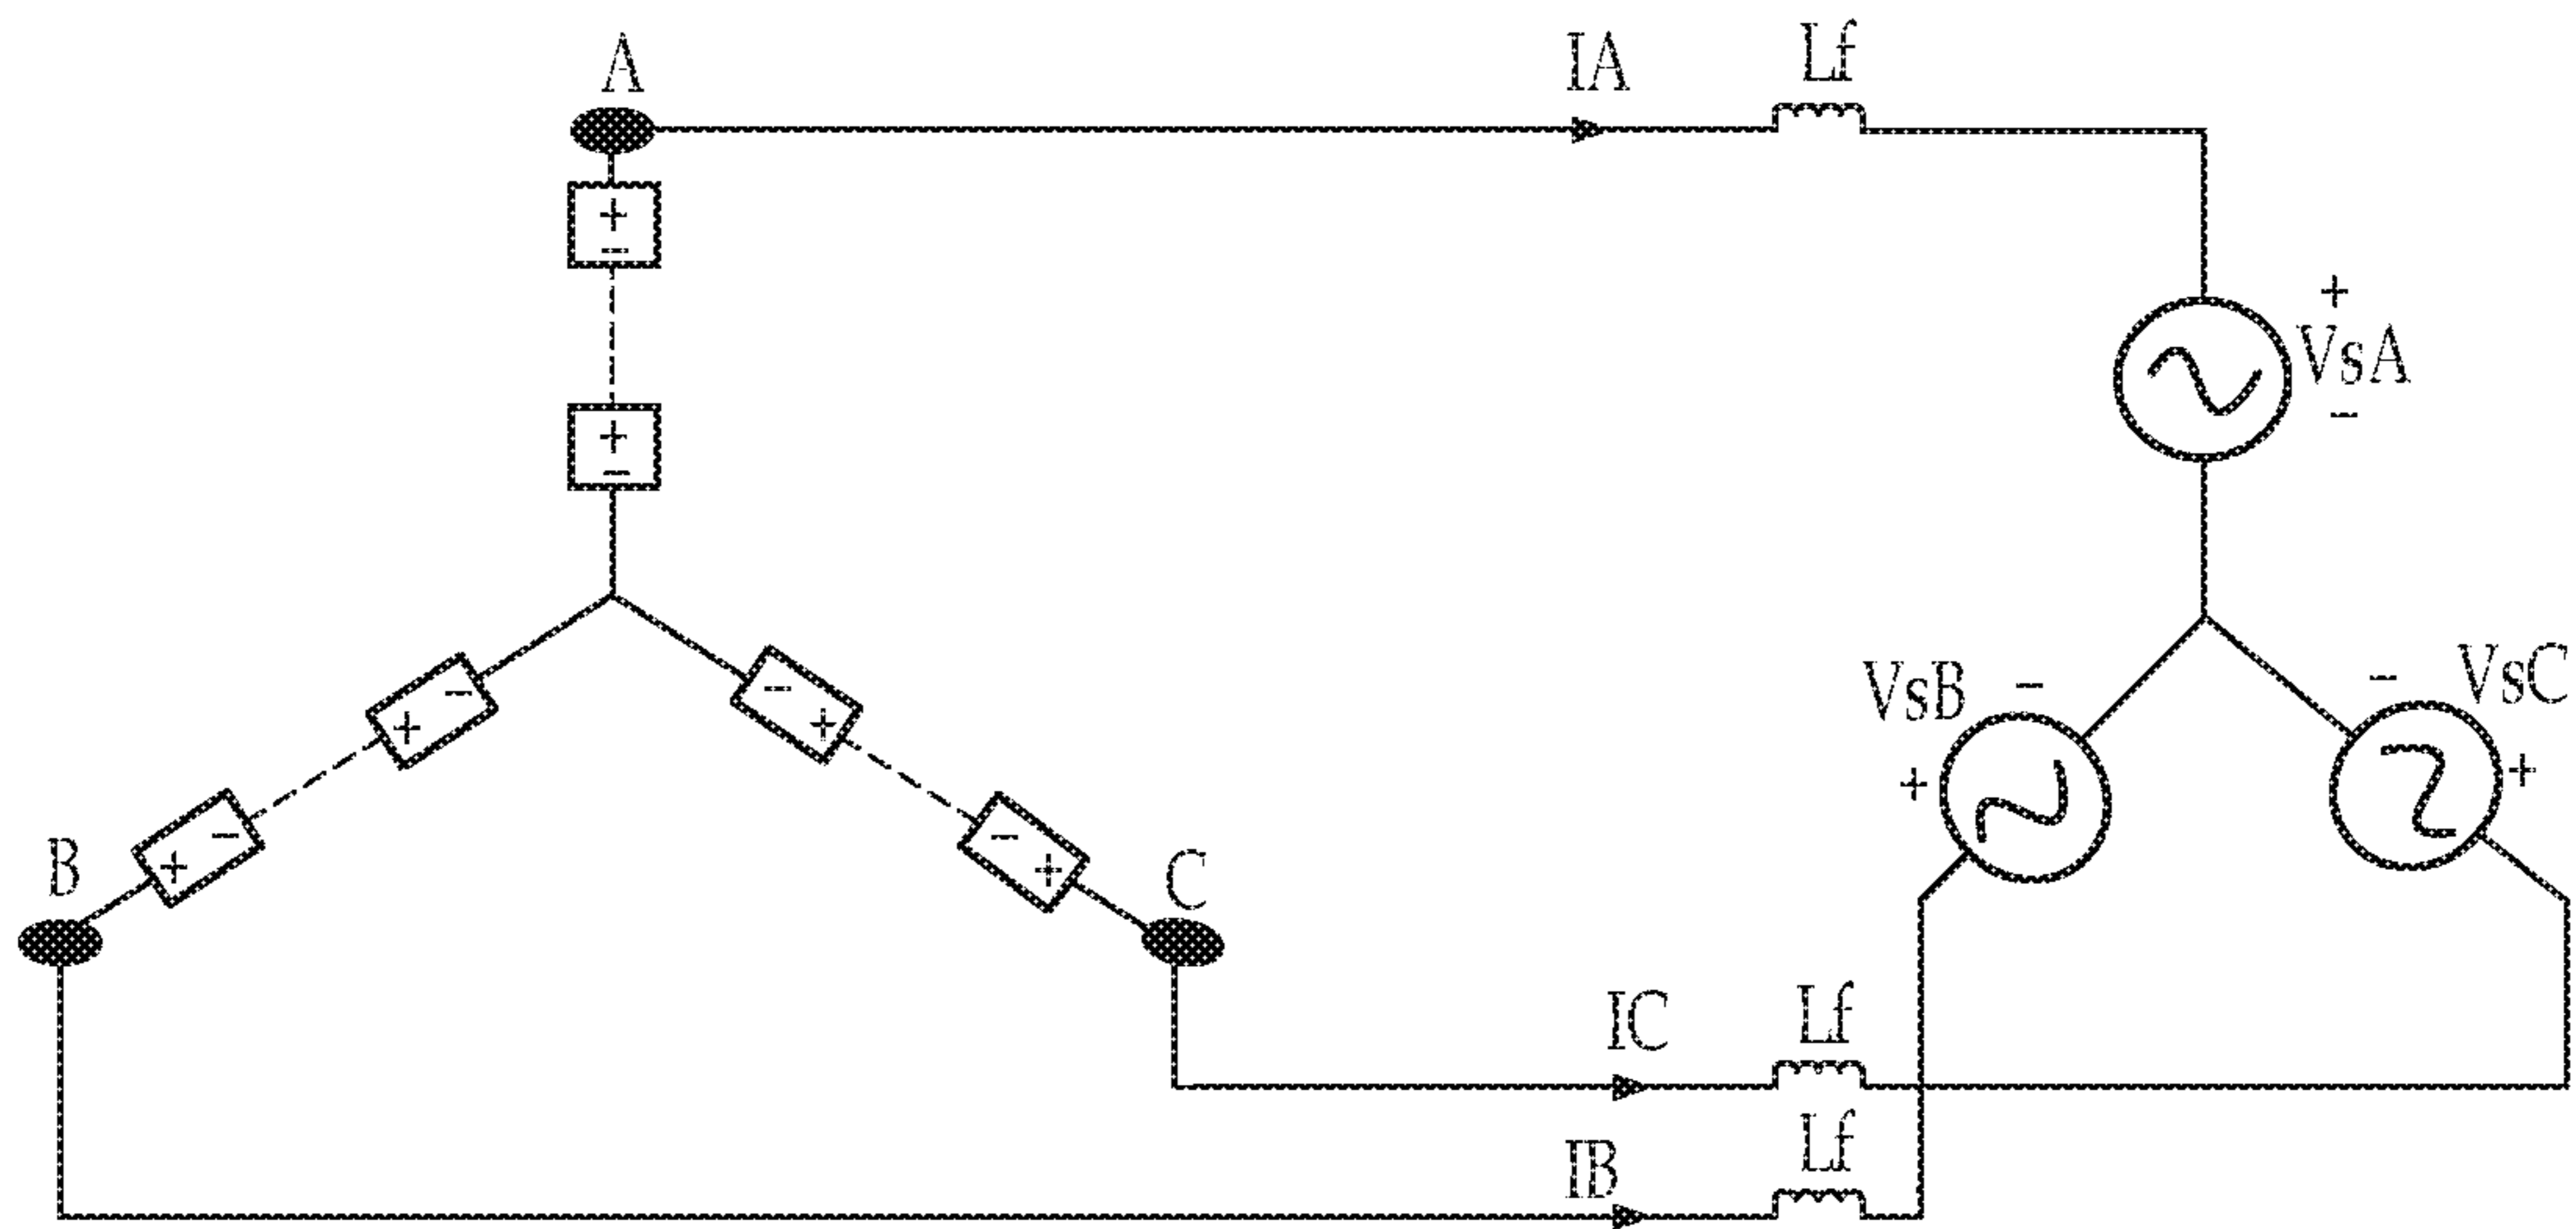 A
IA
Lf
+
-
+
-
+
VsA
-
VsB
-
+
-
VsC
+
-
+
-
+
-
+
-
+
B
C
IC
Lf
IB
Lf